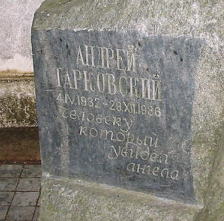 АНДРЕЙ
ТАРКОВСКИЙ
4.IV.1932 - 29.XII.1986
человеку
который
увидел
ангела